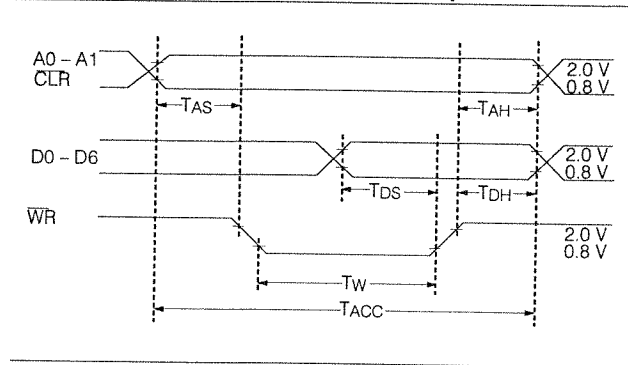 A0 – A1
CLR
2.0 V
0.8 V
TAS
TAH
D0 – D6
2.0 V
0.8 V
TDS
TDH
WR
2.0 V
0.8 V
TW
TACC